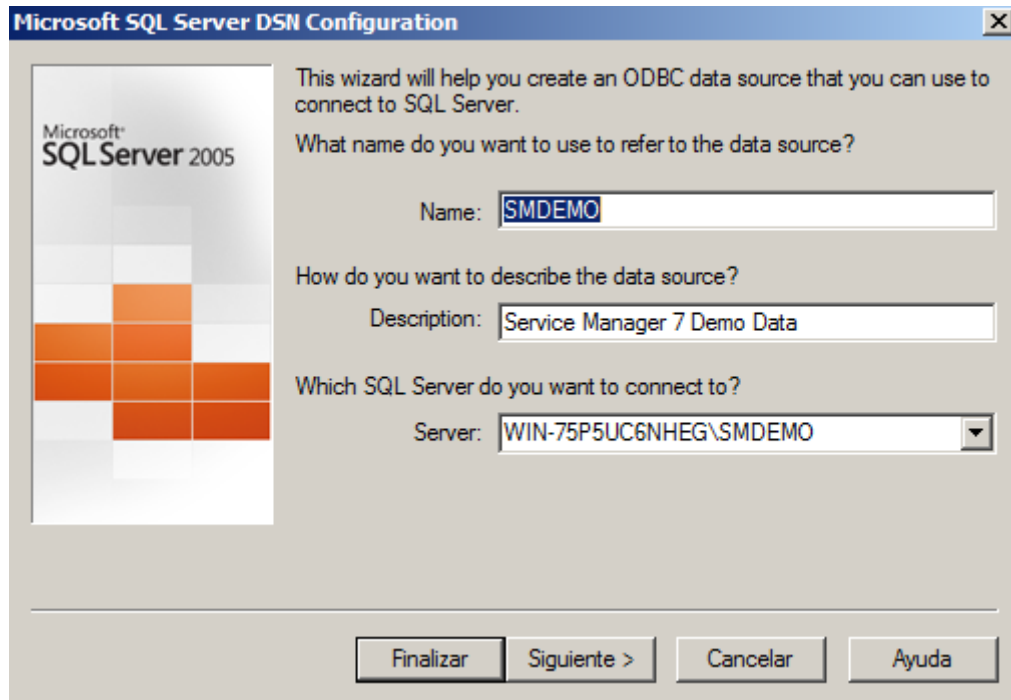 Microsoft SQL Server DSN Configuration
Microsoft
SQL Server 2005
This wizard will help you create an ODBC data source that you can use to
connect to SQL Server.
What name do you want to use to refer to the data source?
Name: SMDEMO
How do you want to describe the data source?
Description: Service Manager 7 Demo Data
Which SQL Server do you want to connect to?
Server: WIN-75P5UC6NHEG\SMDEMO
Finalizar Siguiente > Cancelar Ayuda